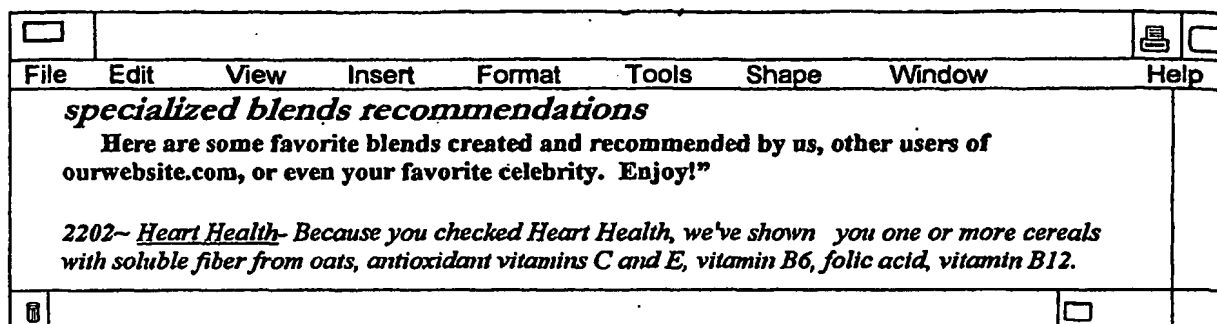 File Edit View Insert Format Tools Shape Window Help
specialized blends recommendations
Here are some favorite blends created and recommended by us, other users of
ourwebsite.com, or even your favorite celebrity. Enjoy!”
2202~ Heart Health- Because you checked Heart Health, we've shown you one or more cereals
with soluble fiber from oats, antioxidant vitamins C and E, vitamin B6, folic acid, vitamin B12.